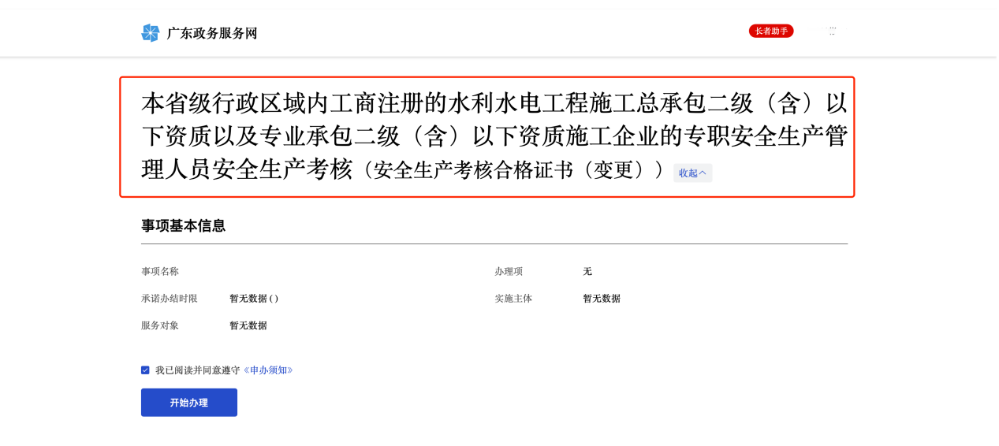 广东政务服务网
长者助手
本省级行政区域内工商注册的水利水电工程施工总承包二级（含）以
下资质以及专业承包二级（含）以下资质施工企业的专职安全生产管
理人员安全生产考核（安全生产考核合格证书（变更））收起
事项基本信息
事项名称
办理项 无
承诺办结时限 暂无数据 ( )
实施主体 暂无数据
服务对象 暂无数据
我已阅读并同意遵守《申办须知》
开始办理